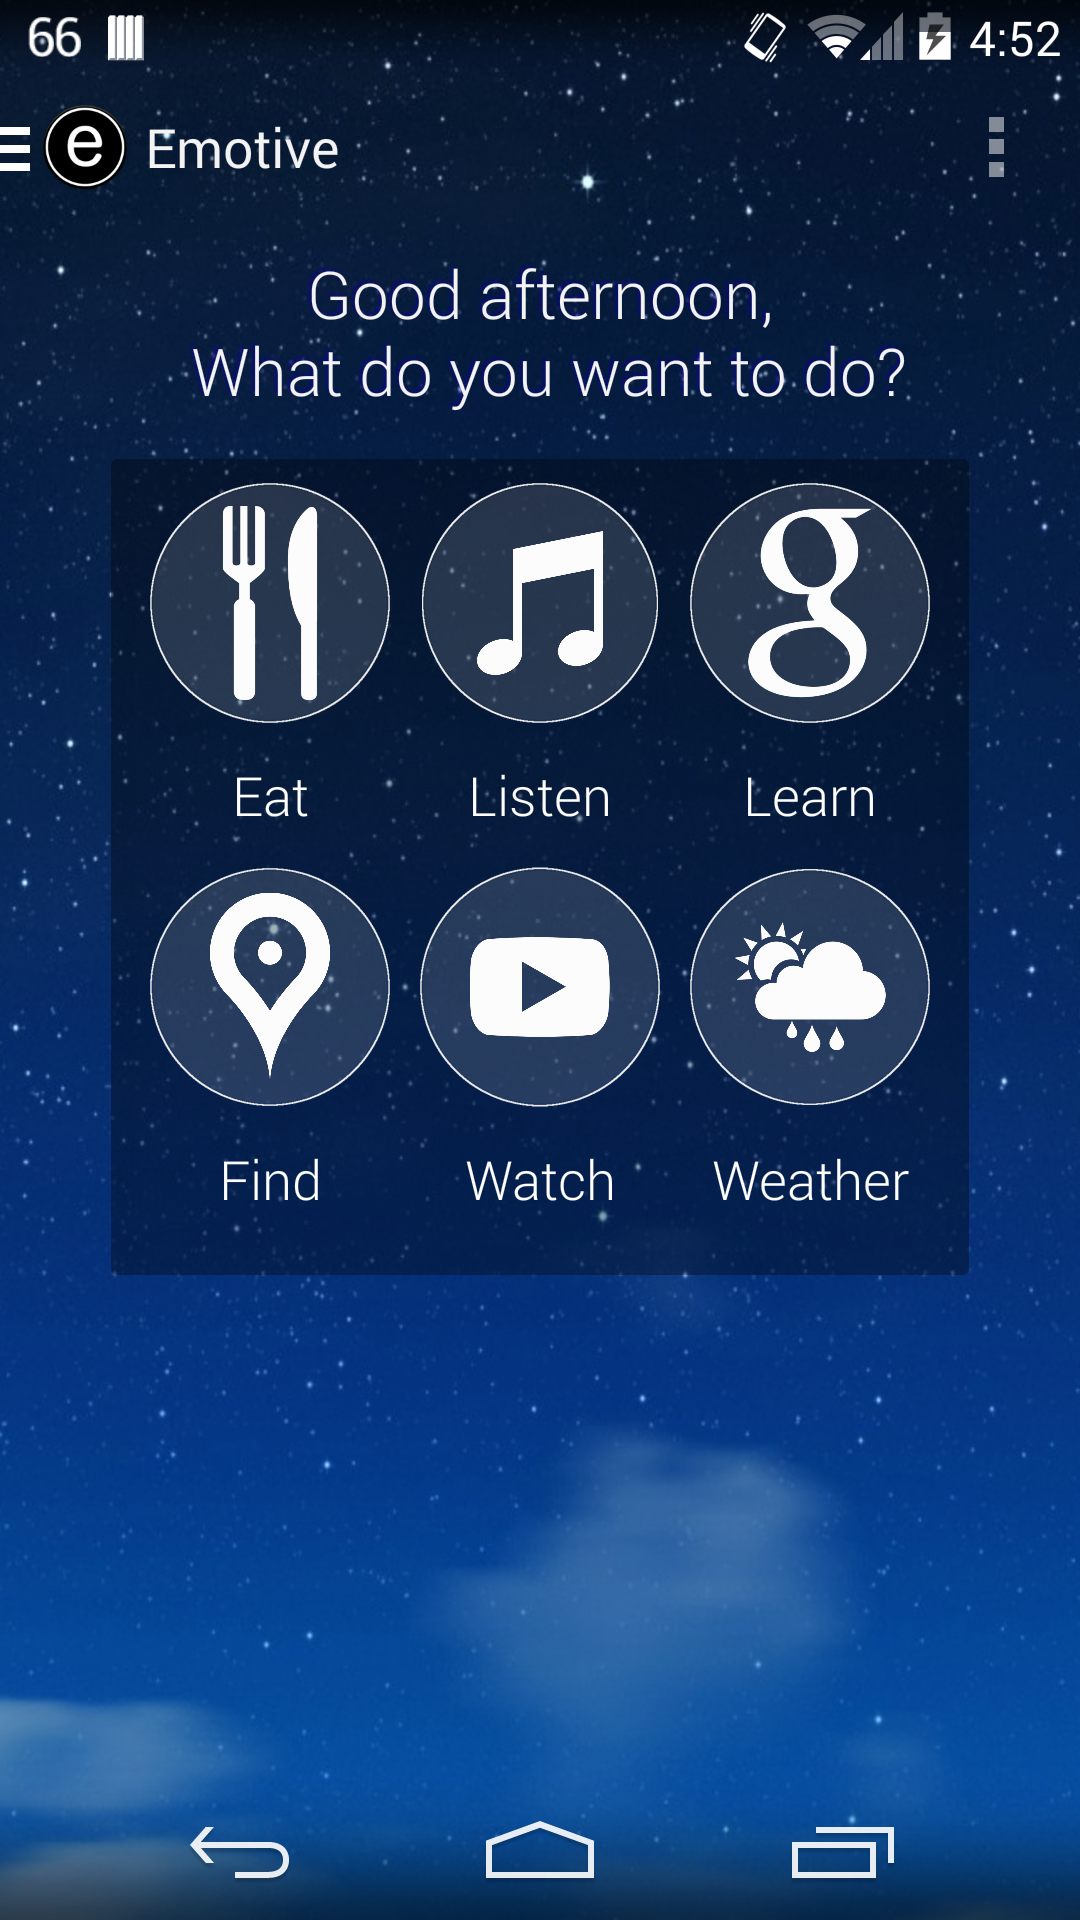 66 4:52
e Emotive
Good afternoon,
What do you want to do?
g
Eat Listen Learn
Find Watch Weather